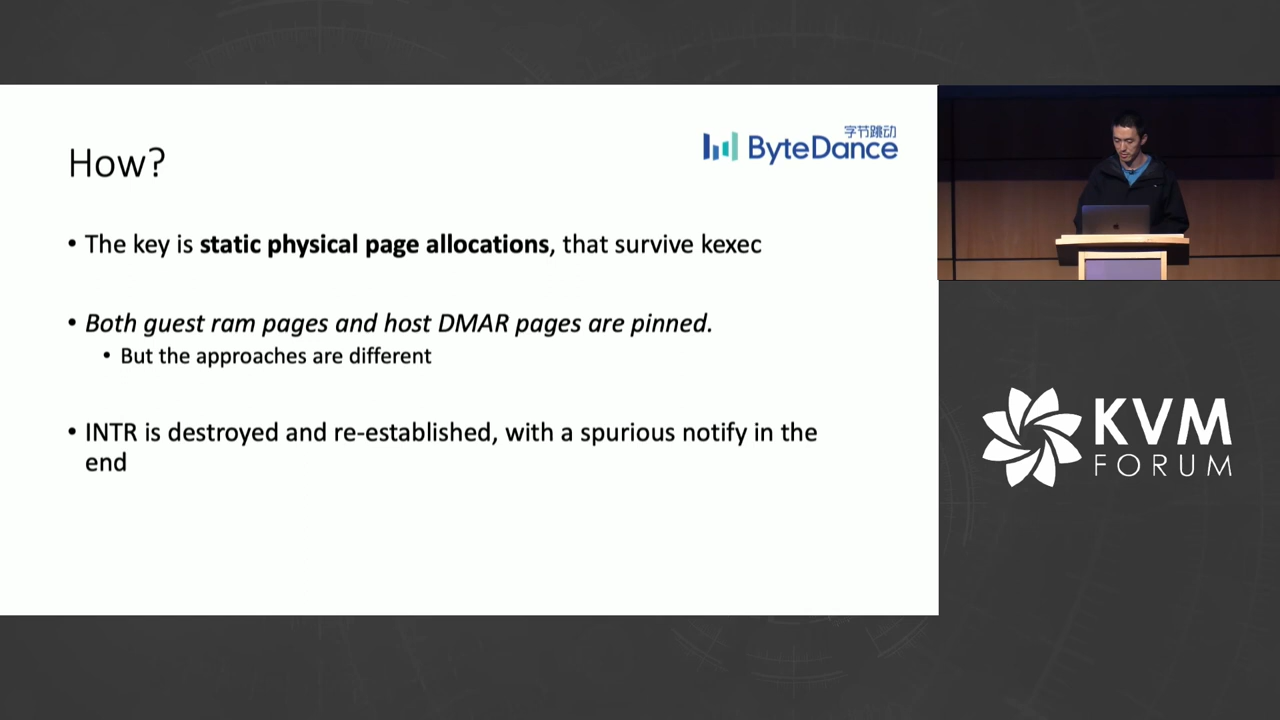 How?
字节跳动
ByteDance
• The key is static physical page allocations, that survive kexec
• Both guest ram pages and host DMAR pages are pinned.
• But the approaches are different
• INTR is destroyed and re-established, with a spurious notify in the
end
KVM
FORUM